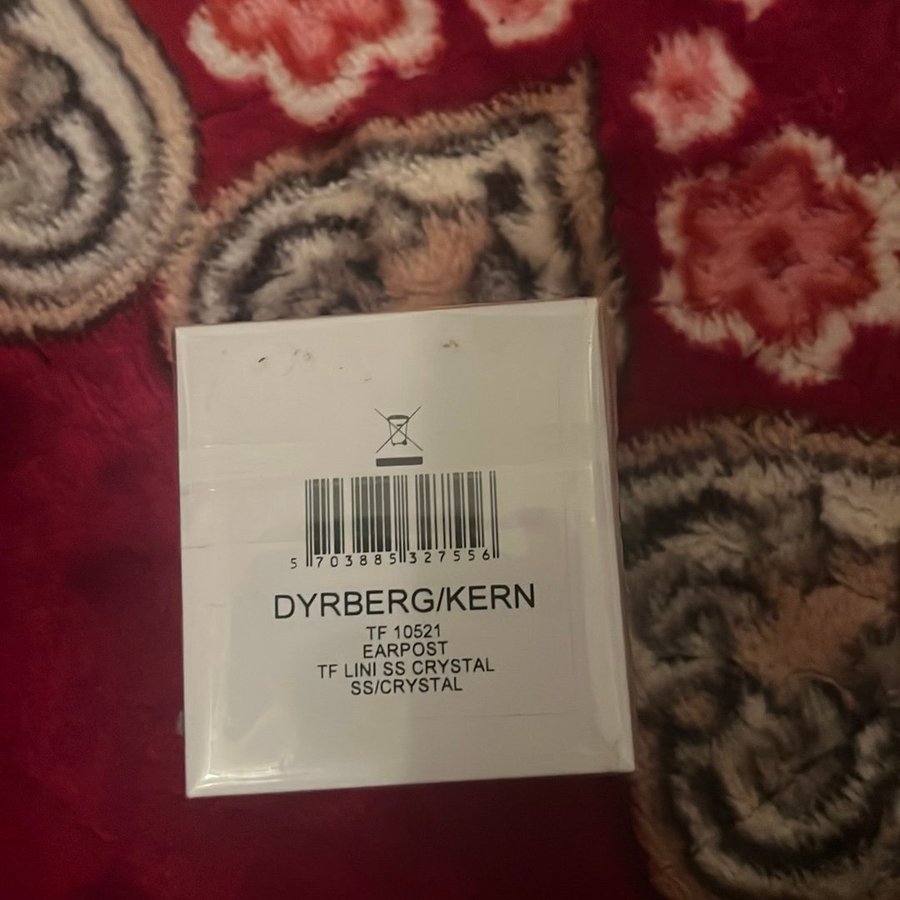 5 703885 327556
DYRBERG/KERN
TF 10521
EARPOST
TF LINI SS CRYSTAL
SS/CRYSTAL